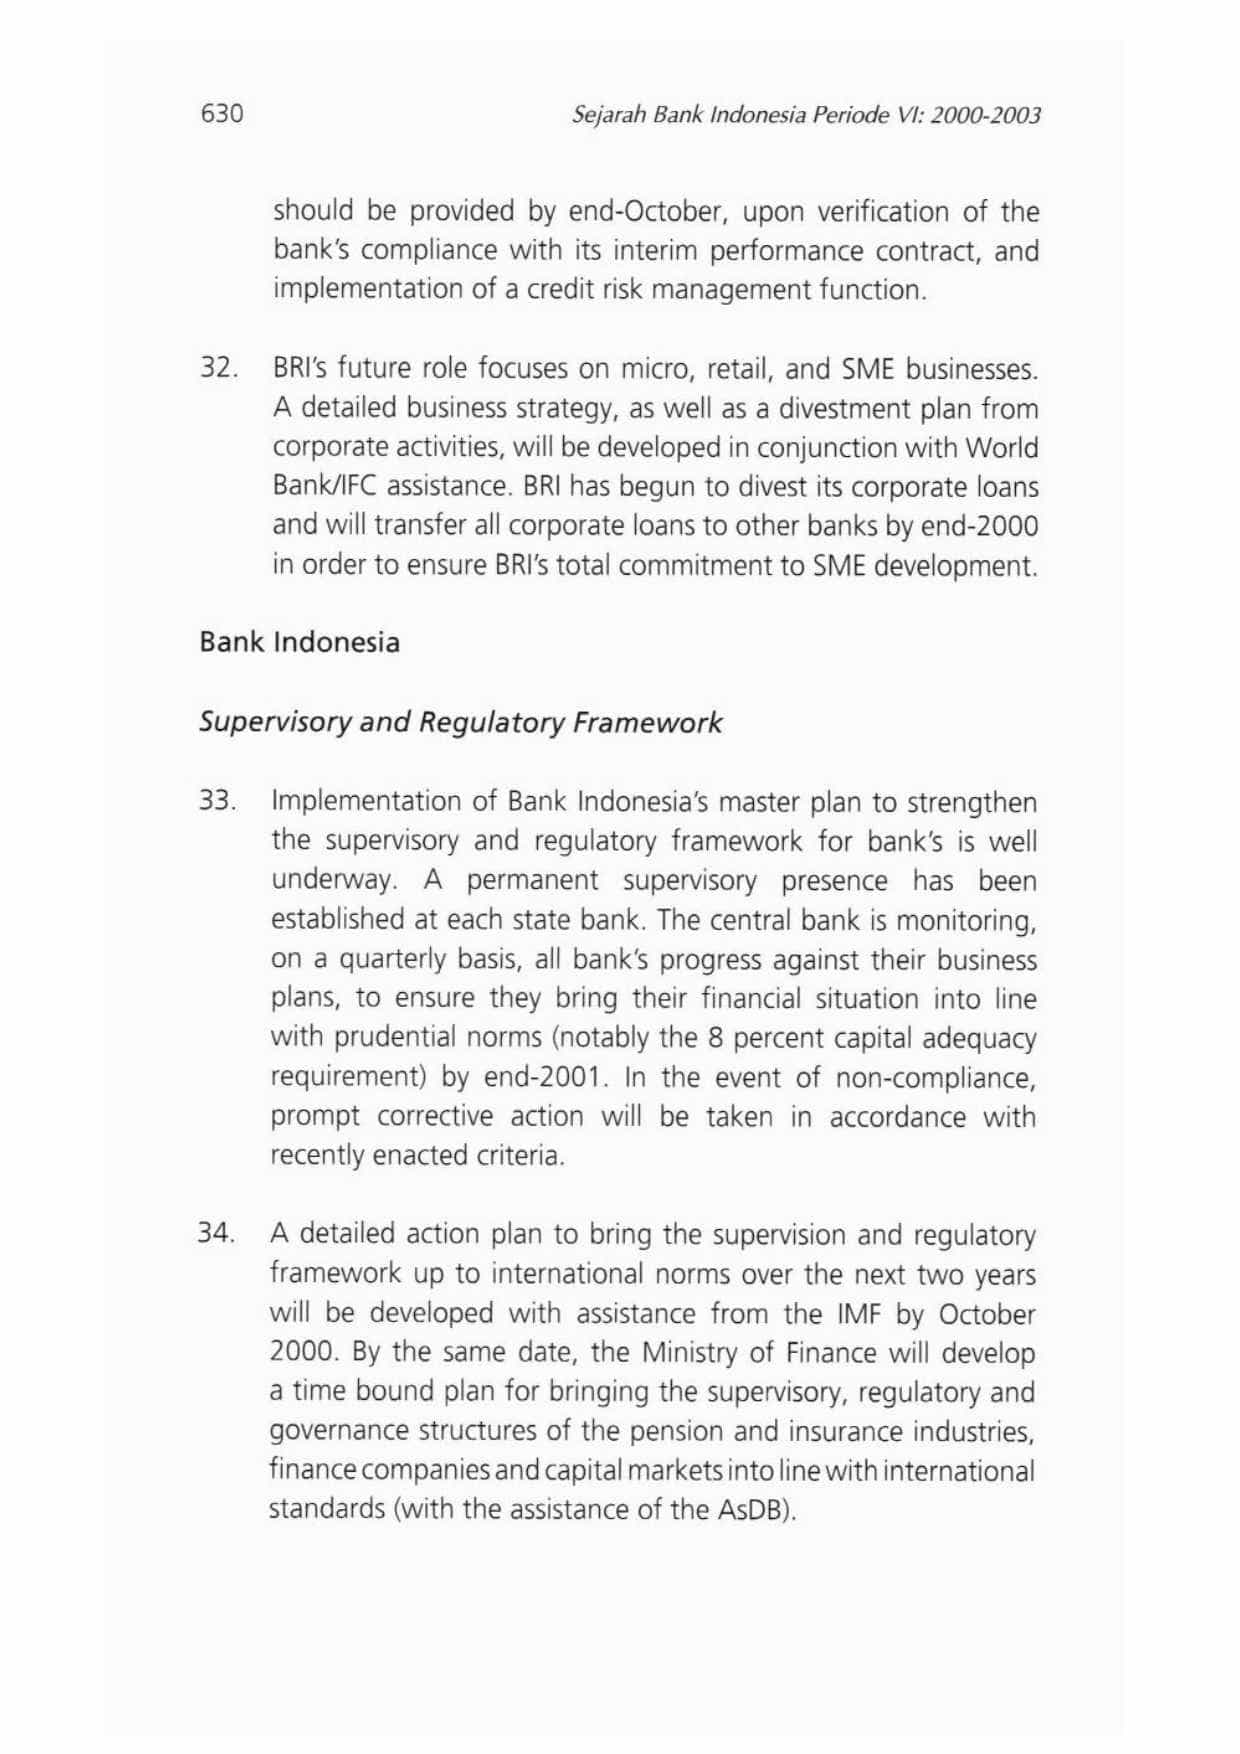 630
Sejarah Bank Indonesia Periode VI: 2000-2003
should be provided by end-October, upon verification of the
bank's compliance with its interim performance contract, and
implementation of a credit risk management function.
32. BRI's future role focuses on micro, retail, and SME businesses.
A detailed business strategy, as well as a divestment plan from
corporate activities, will be developed in conjunction with World
Bank/IFC assistance. BRI has begun to divest its corporate loans
and will transfer all corporate loans to other banks by end-2000
in order to ensure BRI's total commitment to SME development.
Bank Indonesia
Supervisory and Regulatory Framework
33. Implementation of Bank Indonesia's master plan to strengthen
the supervisory and regulatory framework for bank's is well
underway. A permanent supervisory presence has been
established at each state bank. The central bank is monitoring,
on a quarterly basis, all bank's progress against their business
plans, to ensure they bring their financial situation into line
with prudential norms (notably the 8 percent capital adequacy
requirement) by end-2001. In the event of non-compliance,
prompt corrective action will be taken in accordance with
recently enacted criteria.
34. A detailed action plan to bring the supervision and regulatory
framework up to international norms over the next two years
will be developed with assistance from the IMF by October
2000. By the same date, the Ministry of Finance will develop
a time bound plan for bringing the supervisory, regulatory and
governance structures of the pension and insurance industries,
finance companies and capital markets into line with international
standards (with the assistance of the AsDB).